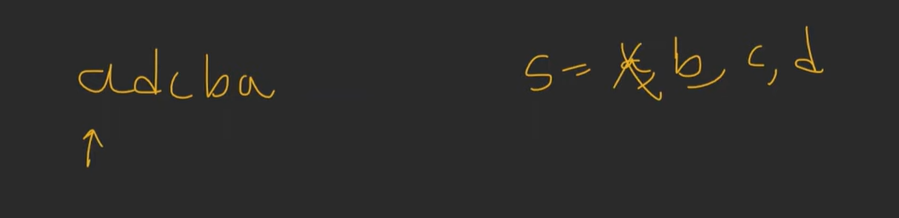 adcba
s = a, b, c, d